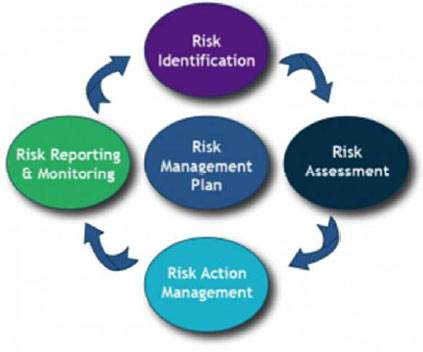 Risk
Identification
Risk Reporting
& Monitoring
Risk
Management
Plan
Risk
Assessment
Risk Action
Management